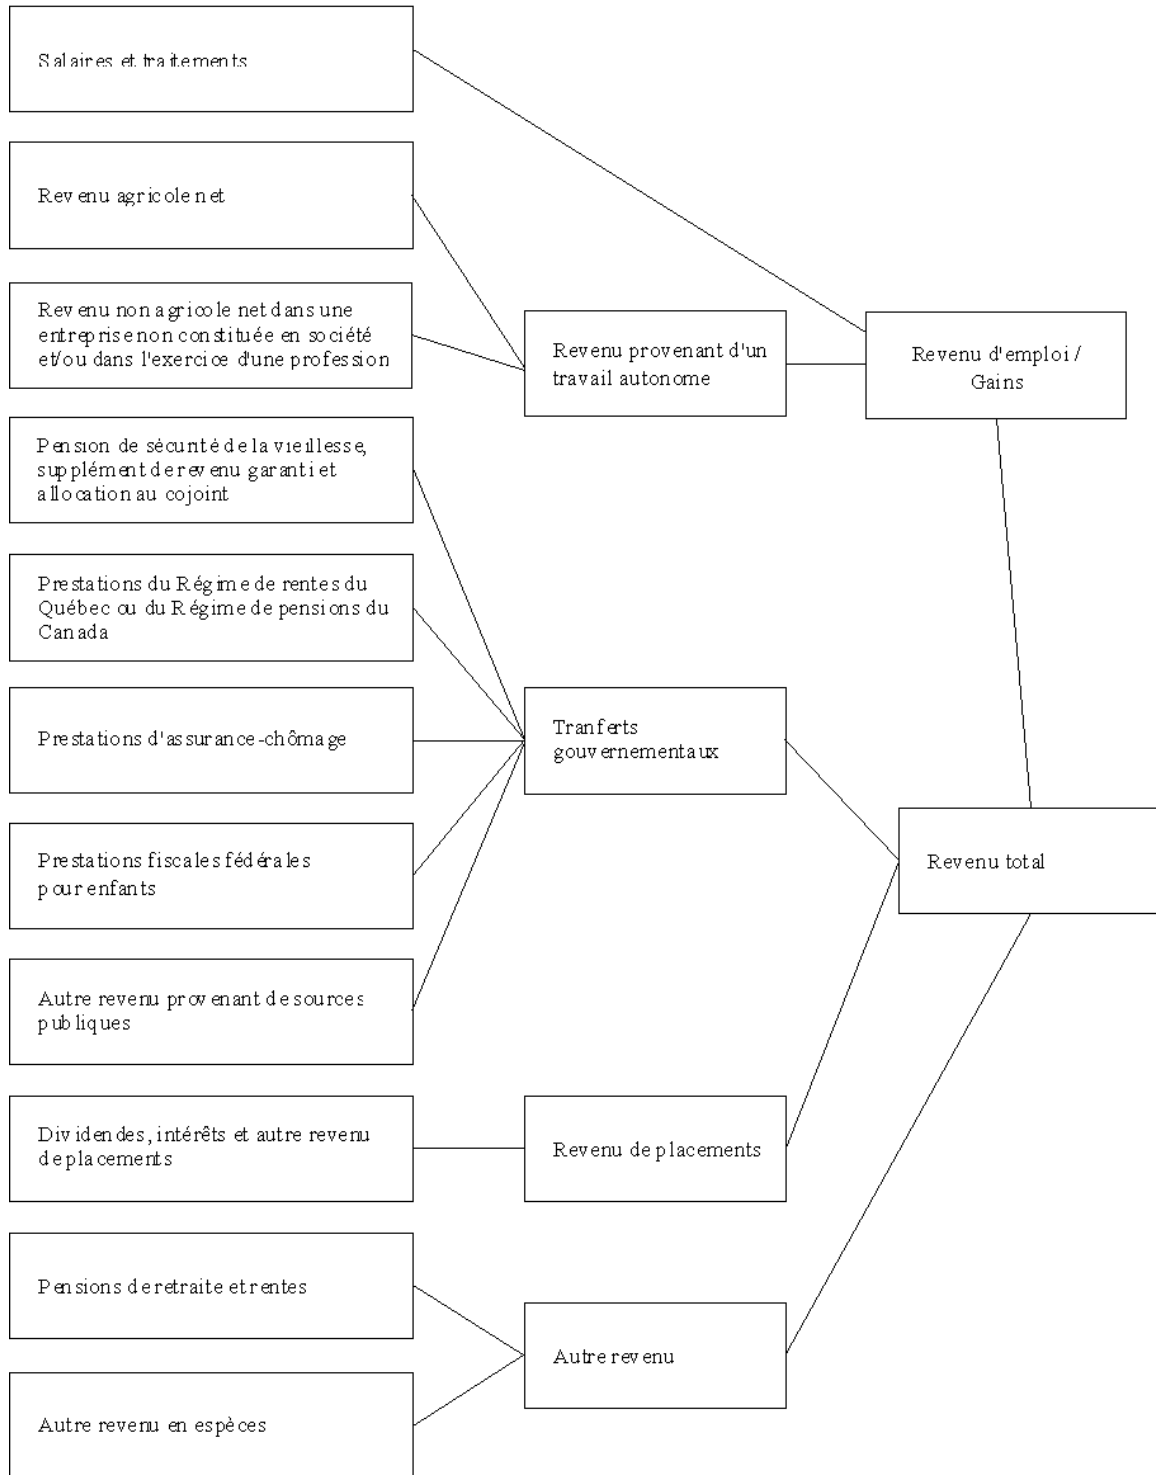 Salaires et traitements
Revenu agricole net
Revenu non agricole net dans une
entreprise non constituée en société
et/ou dans l'exercice d'une profession
Revenu provenant d'un
travail autonome
Revenu d'emploi /
Gains
Pension de sécurité de la vieillesse,
supplément de revenu garanti et
allocation au cojoint
Prestations du Régime de rentes du
Québec ou du Régime de pensions du
Canada
Prestations d'assurance-chômage
Tranferts
gouvernementaux
Prestations fiscales fédérales
pour enfants
Revenu total
Autre revenu provenant de sources
publiques
Dividendes, intérêts et autre revenu
de placements
Revenu de placements
Pensions de retraite et rentes
Autre revenu
Autre revenu en espèces